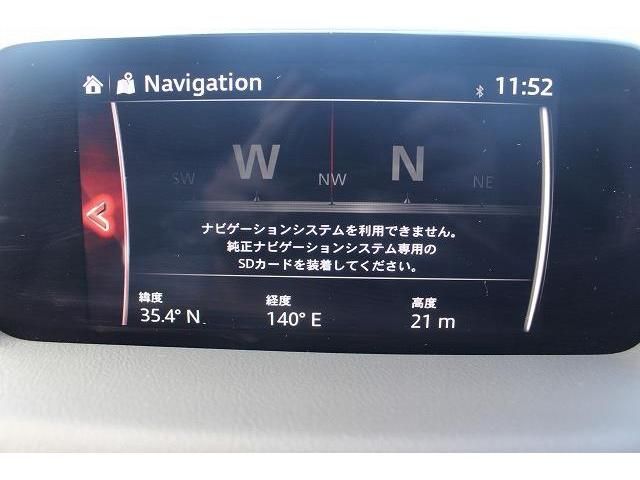 Navigation
11:52
SW W NW N NE
ナビゲーションシステムを利用できません。
純正ナビゲーションシステム専用の
SDカードを装着してください。
緯度 経度 高度
35.4° N 140° E 21 m